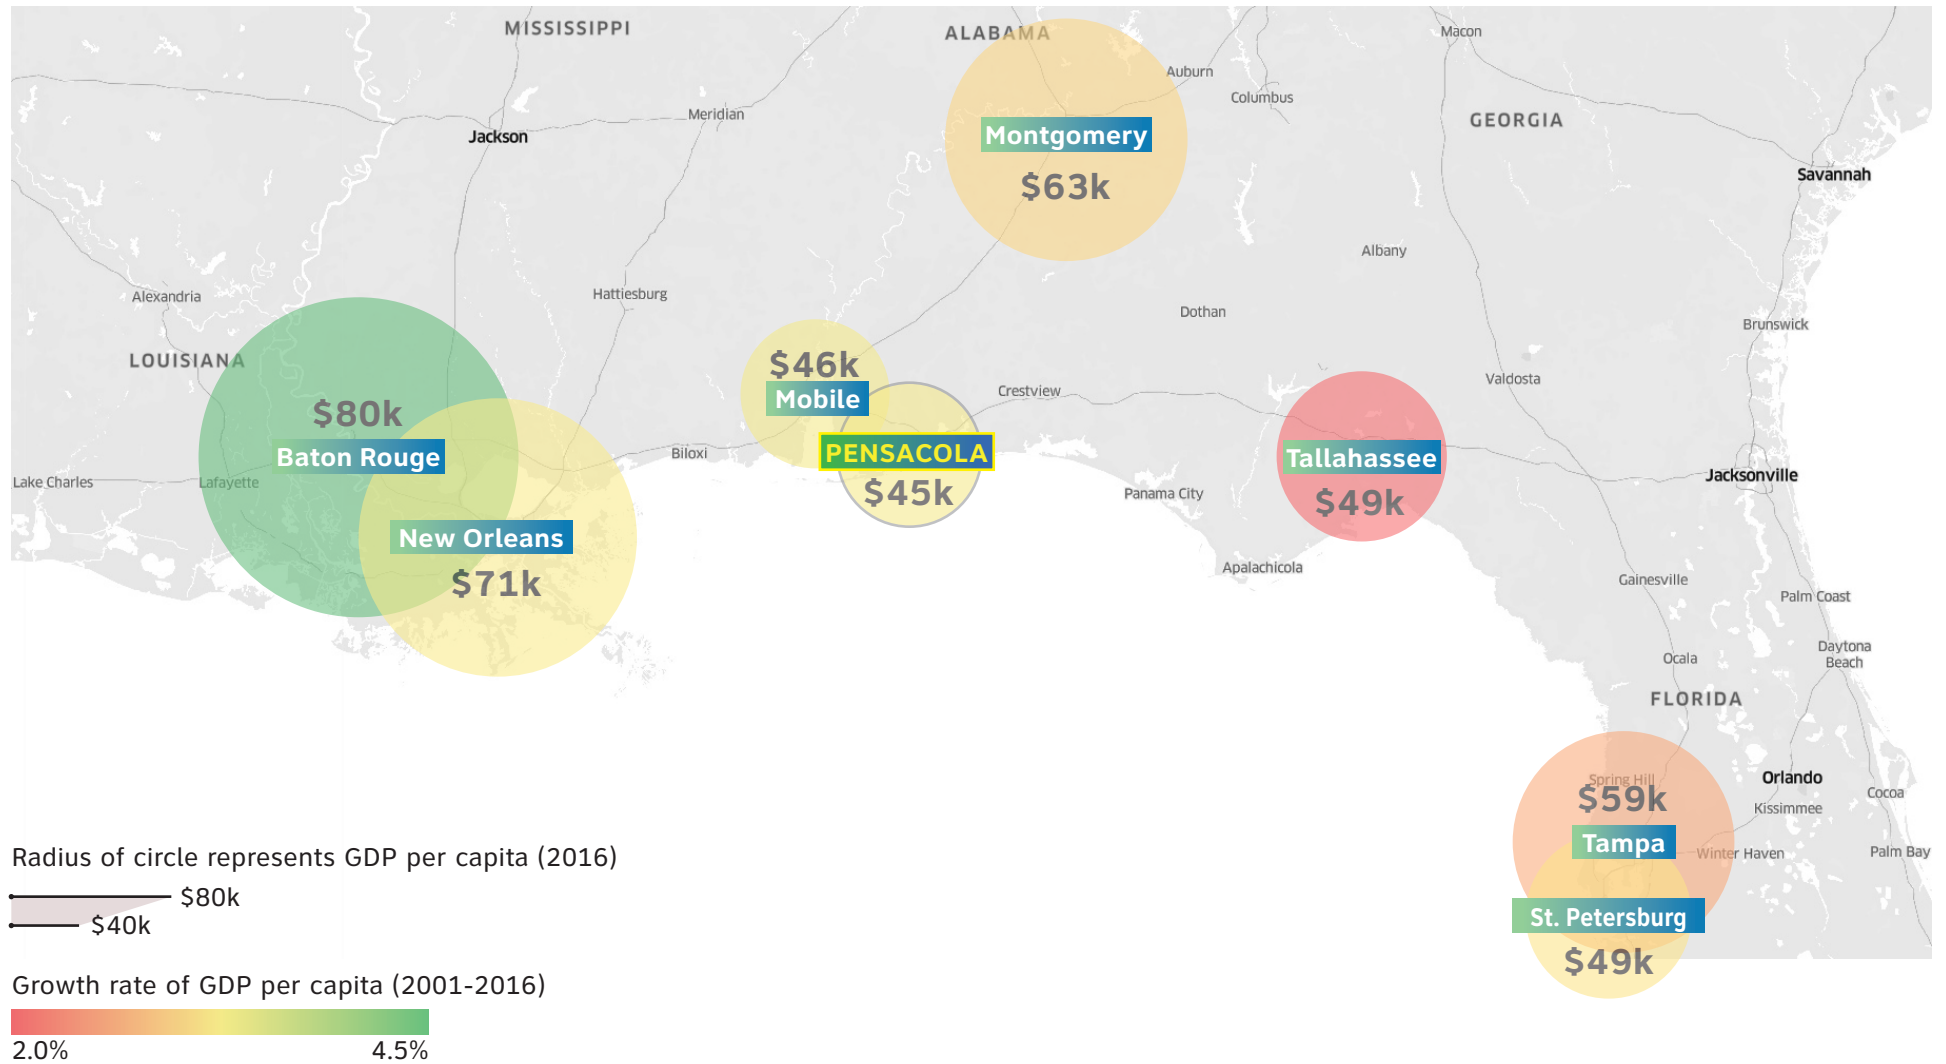 MISSISSIPPI
ALABAMA
Macon
Auburn
Columbus
Meridian
Jackson
GEORGIA
Montgomery
$63k
Savannah
Albany
Alexandria
Hattiesburg
Dothan
Brunswick
LOUISIANA
$46k
Mobile
Crestview
Valdosta
$80k
Baton Rouge
Biloxi
PENSACOLA
$45k
Tallahassee
$49k
Jacksonville
Lake Charles
Lafayette
Panama City
New Orleans
$71k
Apalachicola
Gainesville
Palm Coast
Daytona
Beach
Ocala
FLORIDA
Spring Hill
$59k
Tampa
Orlando
Kissimmee
Cocoa
Winter Haven
Palm Bay
St. Petersburg
$49k
Radius of circle represents GDP per capita (2016)
$80k
$40k
Growth rate of GDP per capita (2001-2016)
2.0% 4.5%